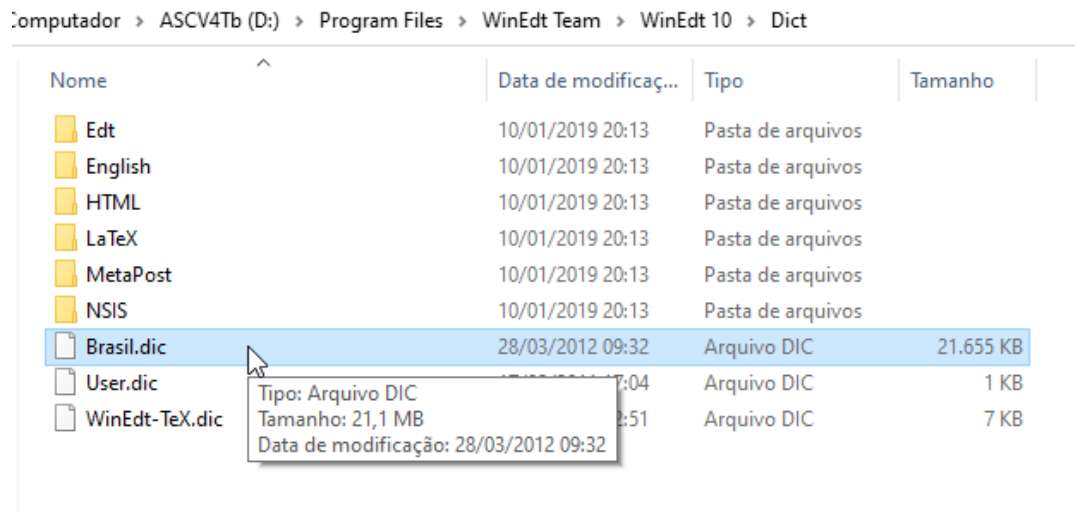 Computador > ASCV4Tb (D:) > Program Files > WinEdt Team > WinEdt 10 > Dict
Nome Data de modificaç... Tipo Tamanho
Edt 10/01/2019 20:13 Pasta de arquivos
English 10/01/2019 20:13 Pasta de arquivos
HTML 10/01/2019 20:13 Pasta de arquivos
LaTeX 10/01/2019 20:13 Pasta de arquivos
MetaPost 10/01/2019 20:13 Pasta de arquivos
NSIS 10/01/2019 20:13 Pasta de arquivos
Brasil.dic 28/03/2012 09:32 Arquivo DIC 21.655 KB
User.dic :04 Arquivo DIC 1 KB
WinEdt-TeX.dic :51 Arquivo DIC 7 KB
Tipo: Arquivo DIC
Tamanho: 21,1 MB
Data de modificação: 28/03/2012 09:32